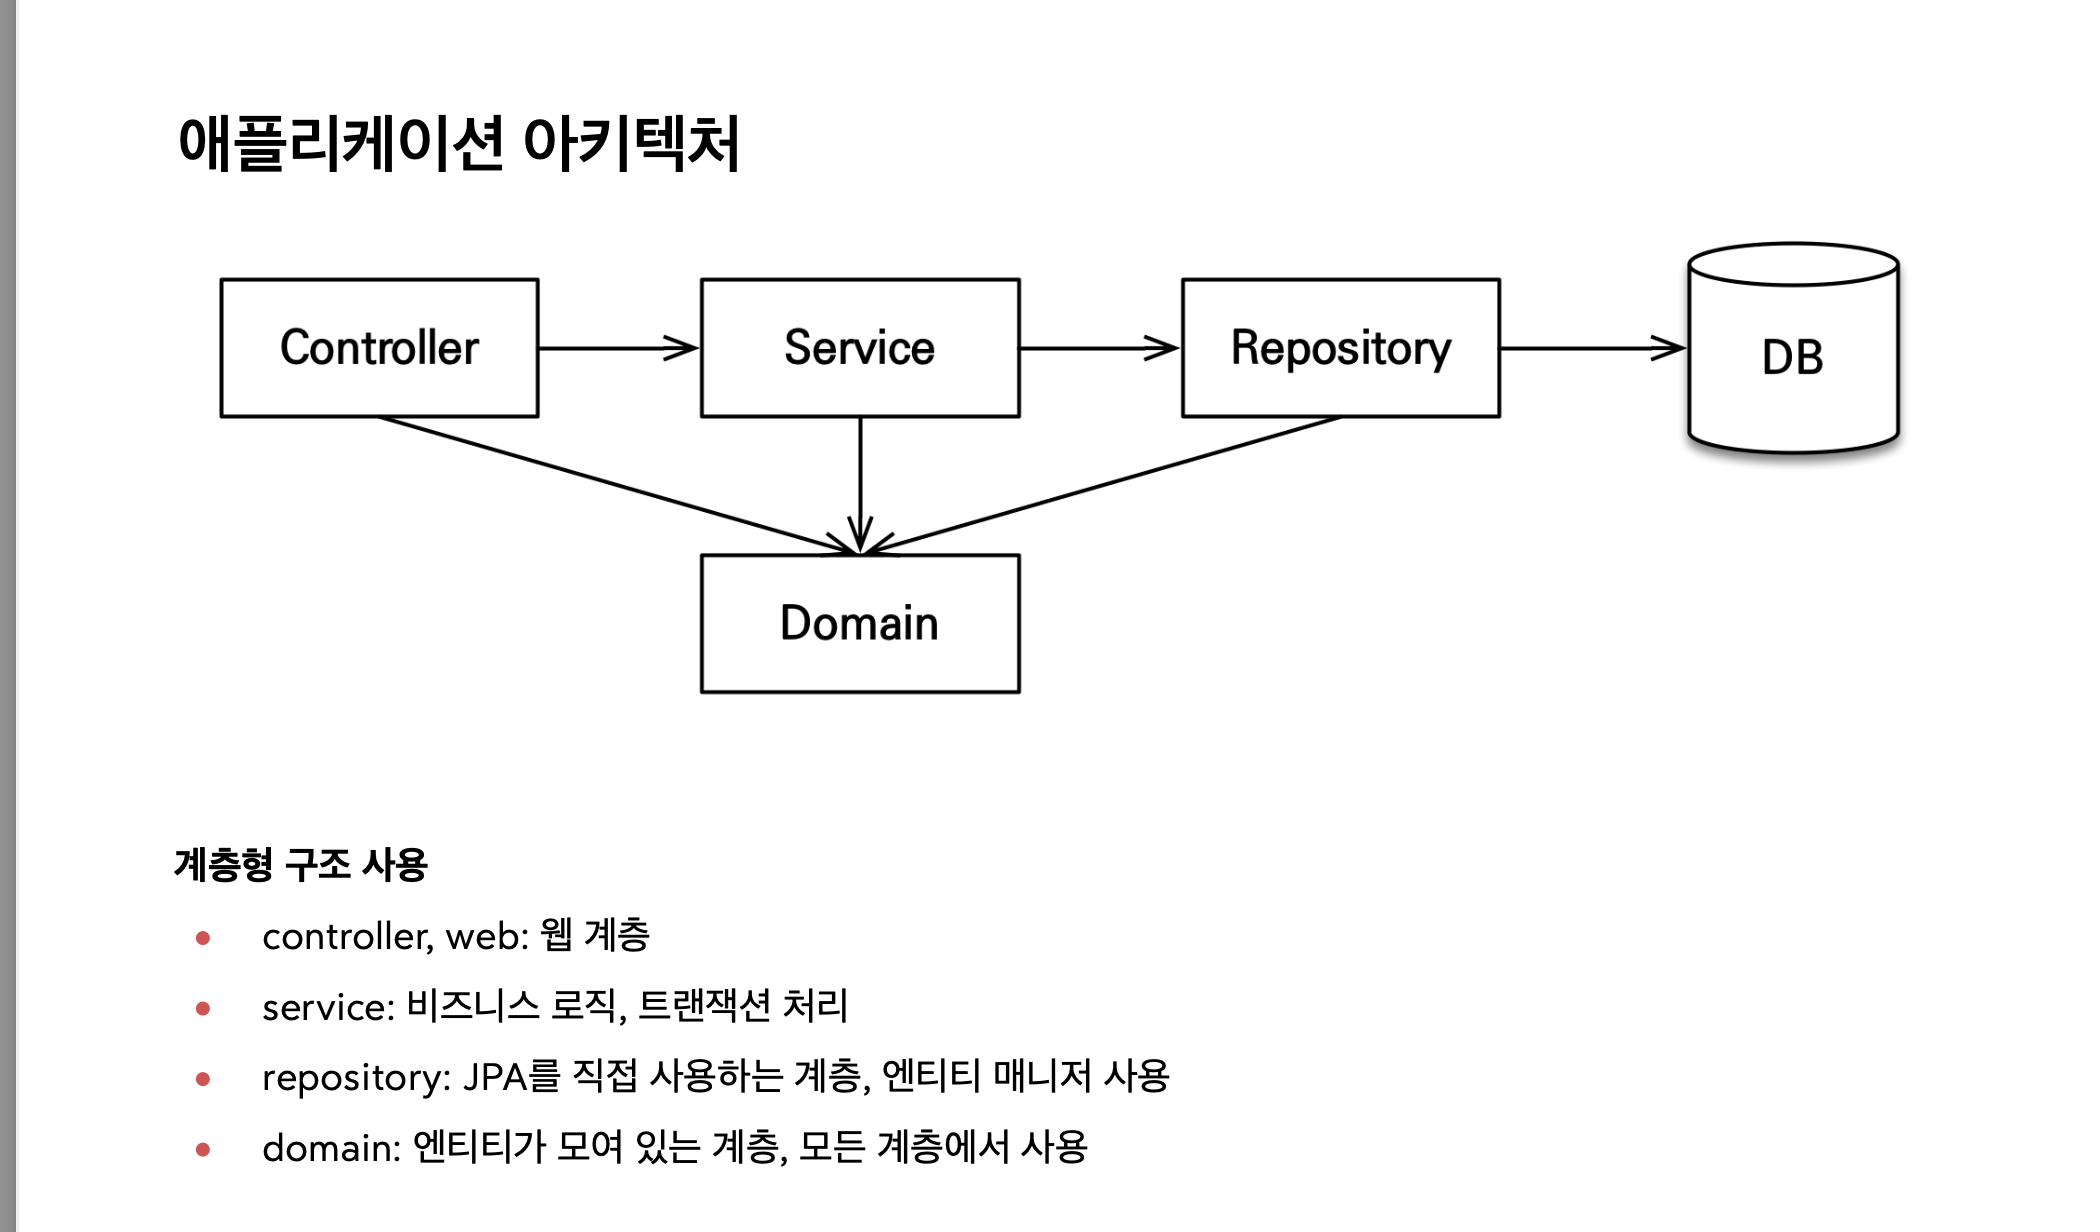 애플리케이션 아키텍처
Controller
Service
Repository
DB
Domain
계층형 구조 사용
controller, web: 웹 계층
service: 비즈니스 로직, 트랜잭션 처리
repository: JPA를 직접 사용하는 계층, 엔티티 매니저 사용
domain: 엔티티가 모여 있는 계층, 모든 계층에서 사용